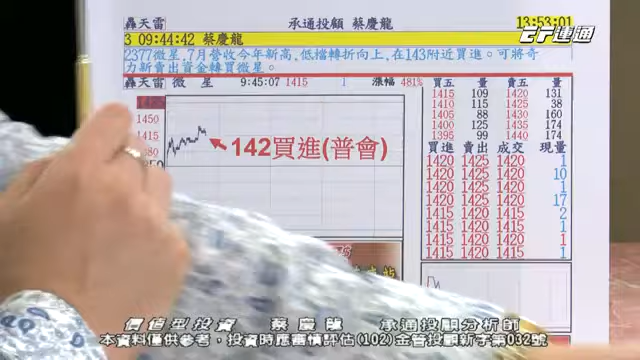 轟天雷 承通投顧 蔡慶龍 13:53:01
ET運通
3 09:44:42 蔡慶龍
2377微星,7月營收今年新高,低檔轉折向上,在143附近買進。可將奇
力新賣出資金轉買微星。
轟天雷 微 星 9:45:07 1415 1 漲幅 481%
買五 量 賣五 量
1415 109 1420 131
1410 115 1425 38
1405 88 1430 160
1400 125 1435 174
1395 99 1440 174
買進 賣出 成交 現量
1420 1425 1420 1
1420 1425 1420 10
1420 1425 1420 1
1415 1420 1420 17
1415 1420 1415 2
1415 1420 1415 1
1415 1420 1420 1
1415 1420 1415 1
1450
1415
142買進(普會)
價值型投資 蔡慶龍 承通投顧分析師
本資料僅供參考,投資時應審慎評估(102)金管投顧新字第032號